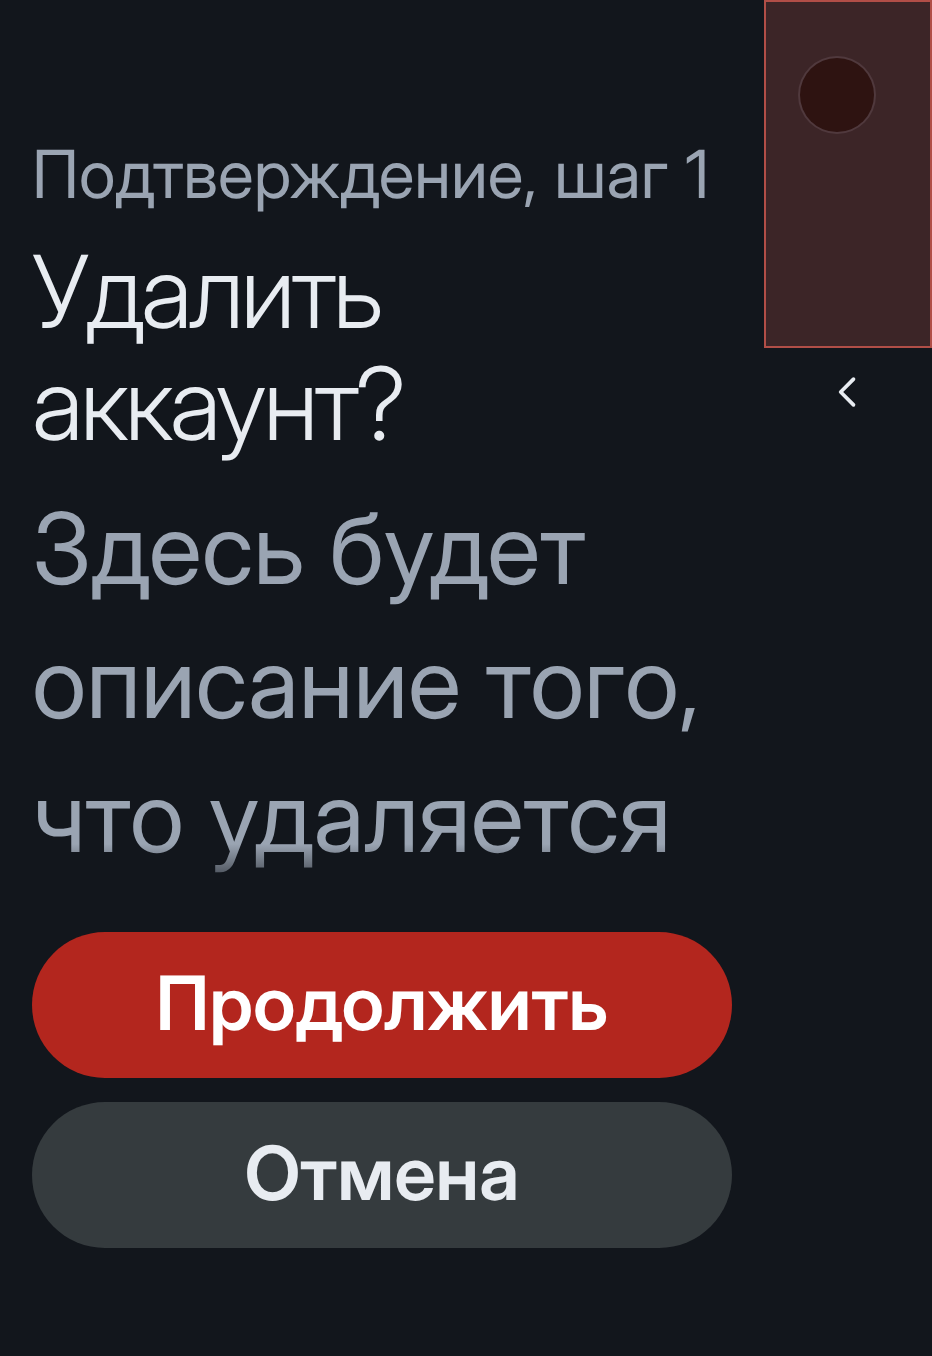 Подтверждение, шаг 1
Удалить
аккаунт?
Здесь будет
описание того,
что удаляется
Продолжить
Отмена